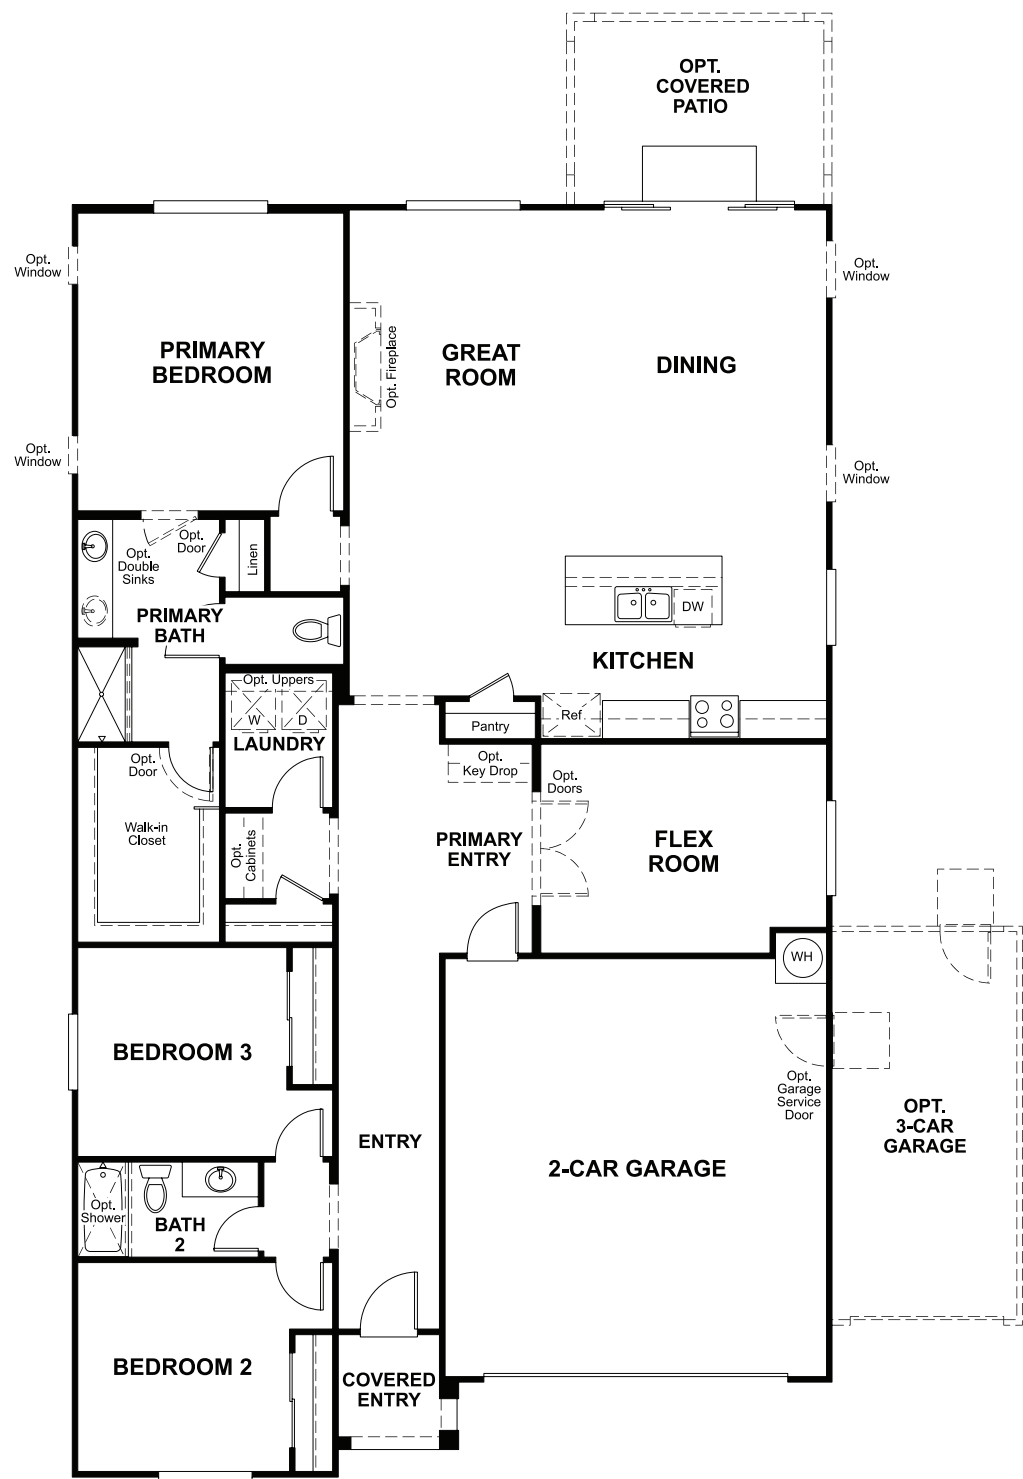 OPT.
COVERED
PATIO
Opt.
Window
Opt.
Window
PRIMARY
BEDROOM
Opt. Fireplace
GREAT
ROOM
DINING
Opt.
Window
Opt.
Window
Opt.
Double
Sinks
Opt.
Door
Linen
PRIMARY
BATH
DW
KITCHEN
Opt. Uppers
W
D
LAUNDRY
Pantry
Ref
Opt.
Door
Opt.
Key Drop
Opt.
Doors
Walk-in
Closet
Opt.
Cabinets
PRIMARY
ENTRY
FLEX
ROOM
WH
BEDROOM 3
Opt.
Garage
Service
Door
OPT.
3-CAR
GARAGE
ENTRY
2-CAR GARAGE
Opt.
Shower
BATH
2
BEDROOM 2
COVERED
ENTRY